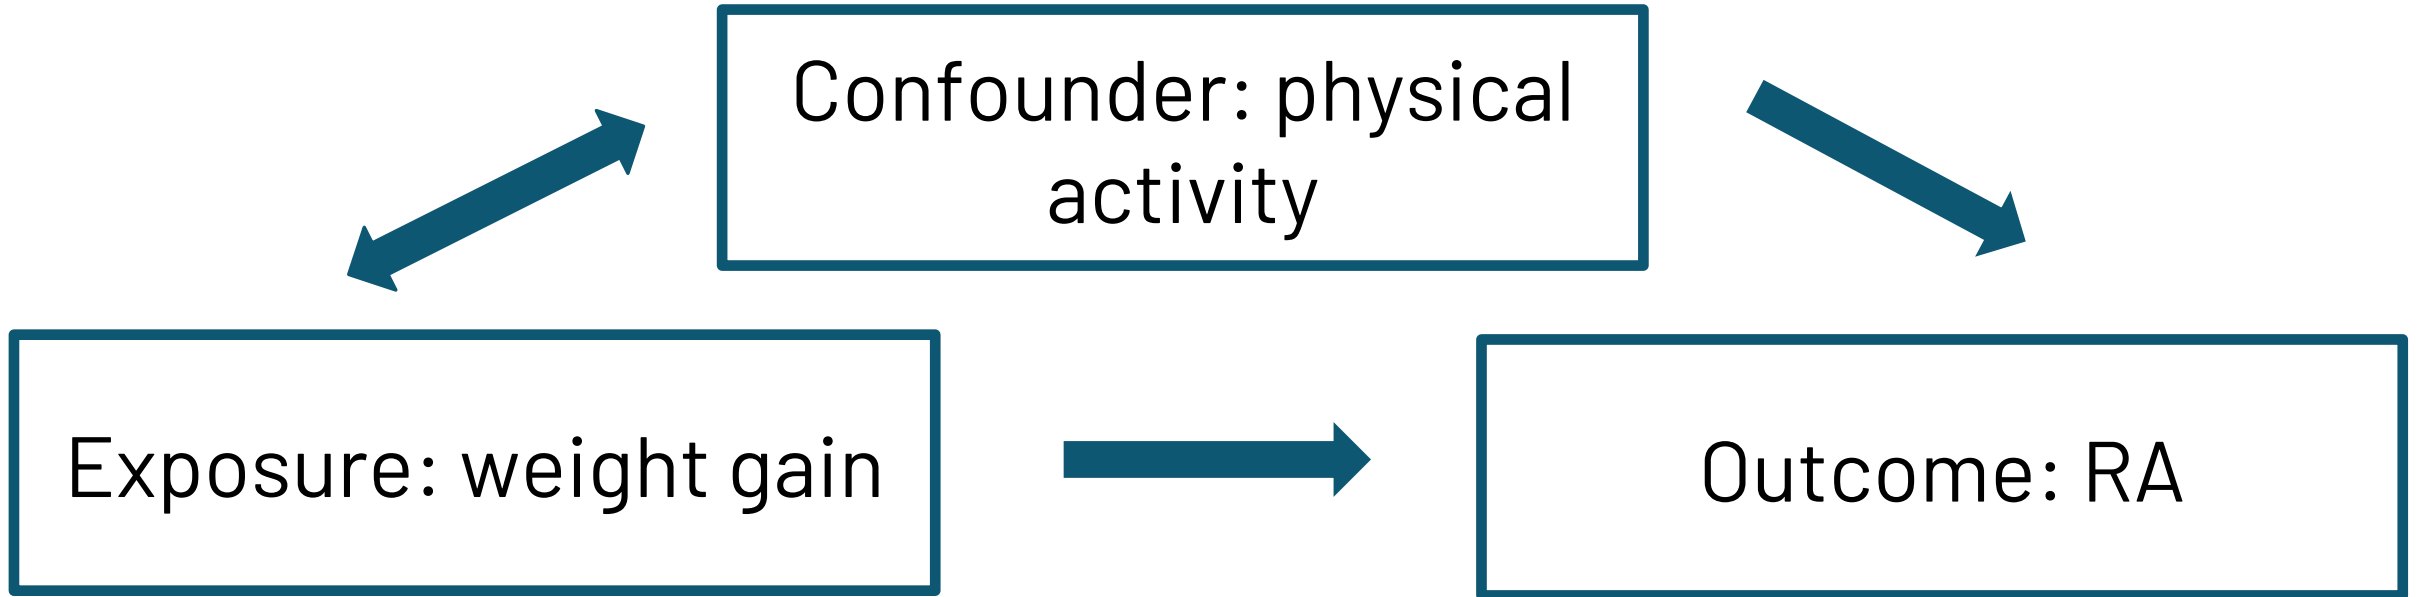 Confounder: physical
activity
Exposure: weight gain
Outcome: RA